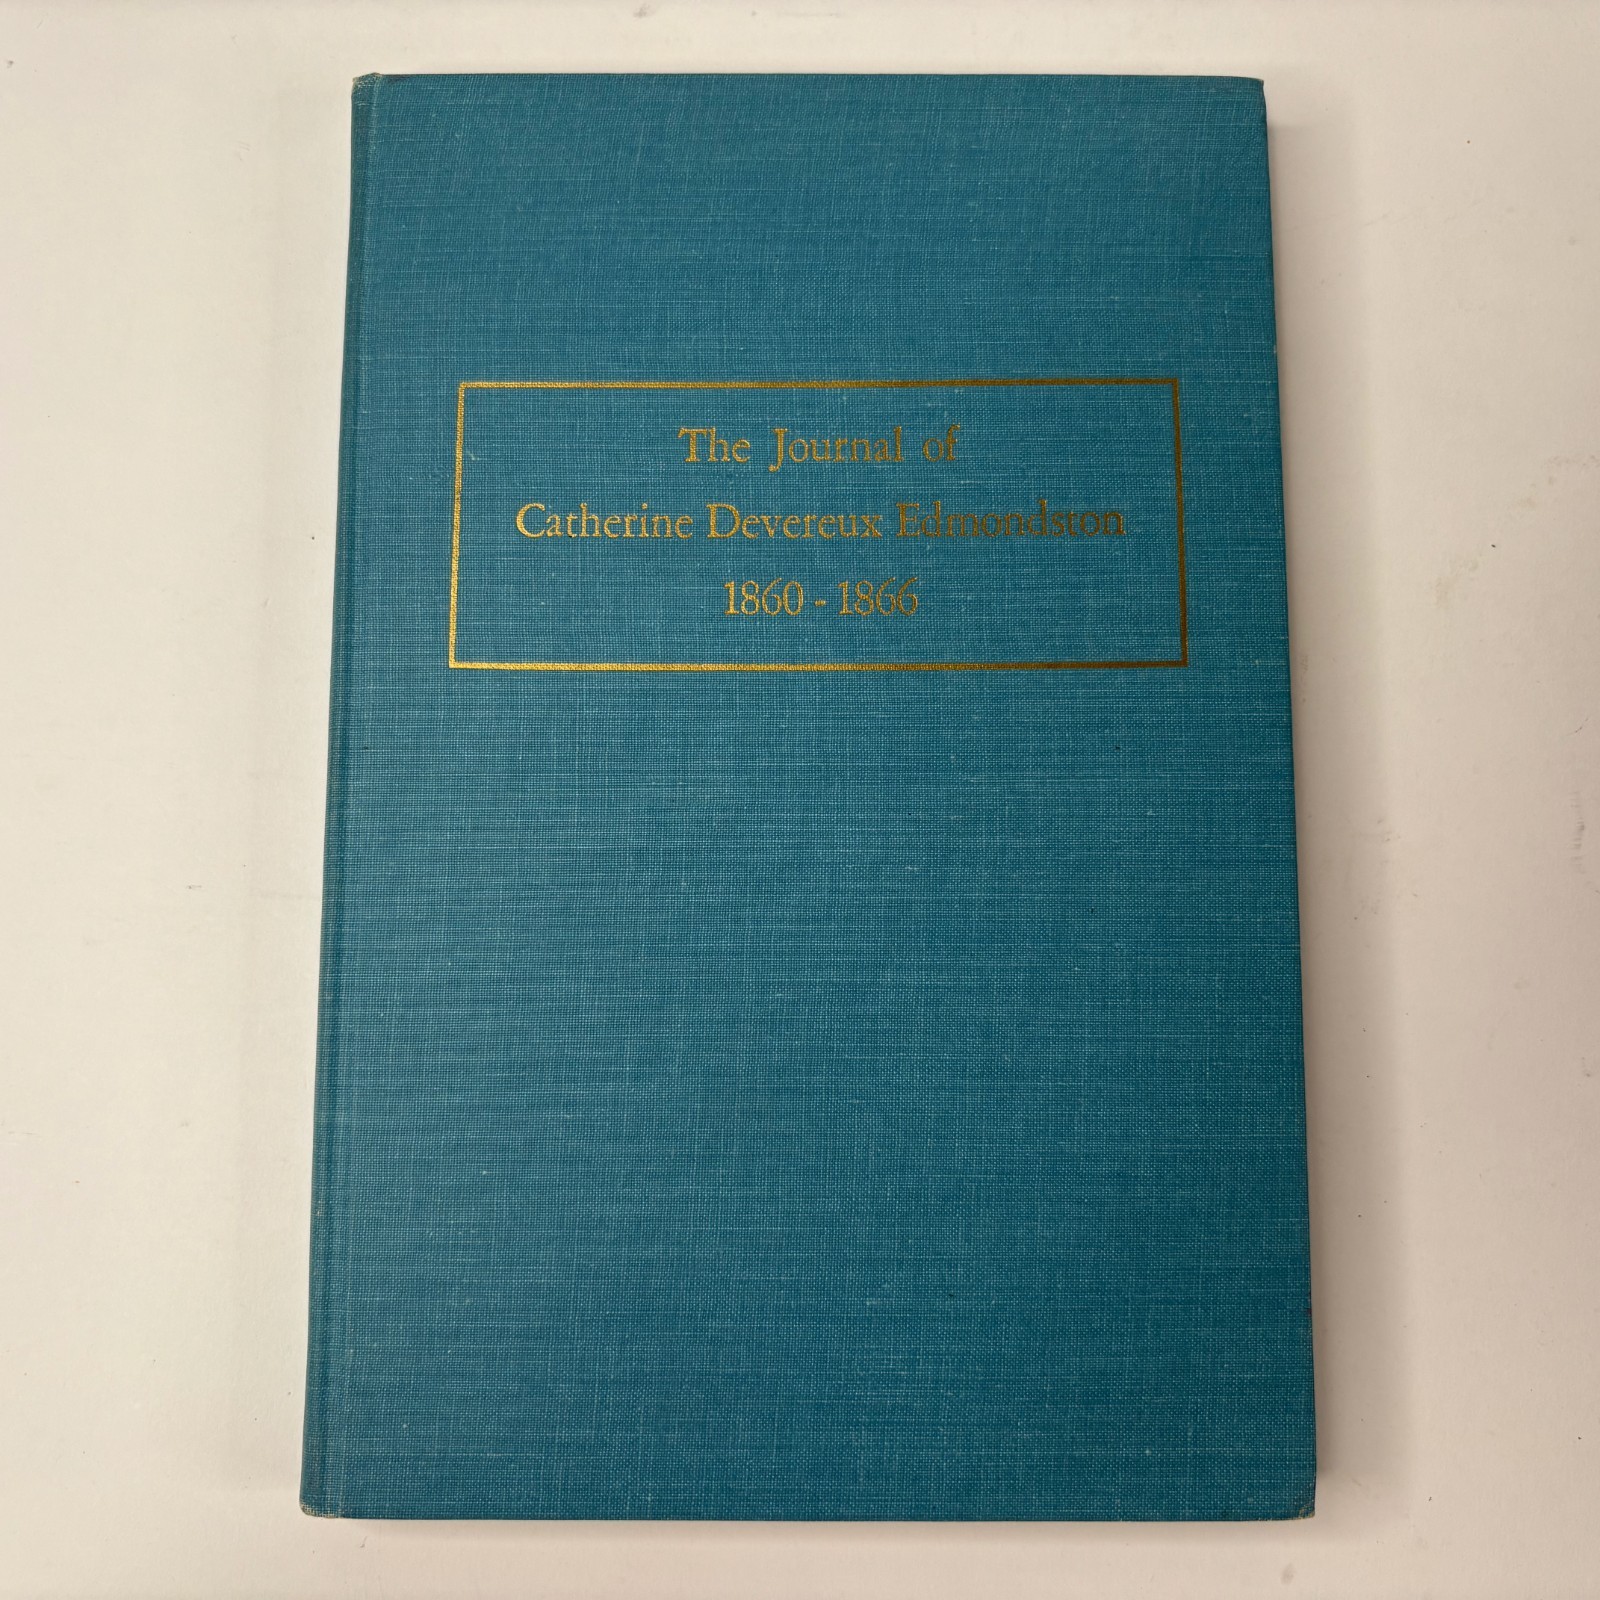 The Journal of
Catherine Devereux Edmondston
1860 - 1866